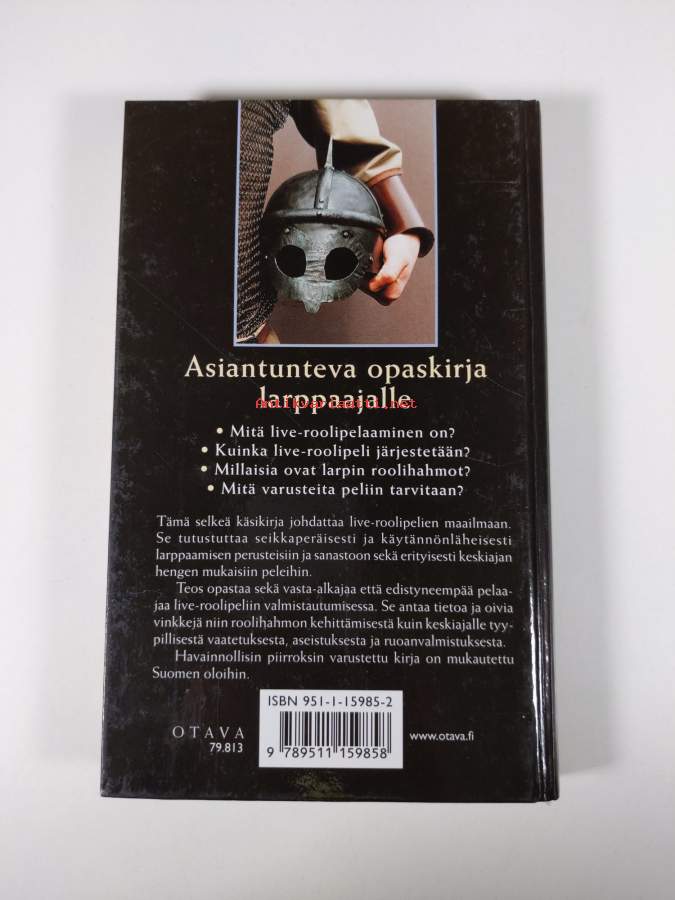 Asiantunteva opaskirja
larppaajalle
antikvariaatti.net
• Mitä live-roolipelaaminen on?
• Kuinka live-roolipeli järjestetään?
• Millaisia ovat larpin roolihahmot?
• Mitä varusteita peliin tarvitaan?
Tämä selkeä käsikirja johdattaa live-roolipelien maailmaan.
Se tutustuttaa seikkaperäisesti ja käytännönläheisesti
larppaamisen perusteisiin ja sanastoon sekä erityisesti keskiajan
hengen mukaisiin peleihin.
Teos opastaa sekä vasta-alkajaa että edistyneempää pelaa-
jaa live-roolipeliin valmistautumisessa. Se antaa tietoa ja oivia
vinkkejä niin roolihahmon kehittämisestä kuin keskiajalle tyy-
pillisestä vaatetuksesta, aseistuksesta ja ruoanvalmistuksesta.
Havainnollisin piirroksin varustettu kirja on mukautettu
Suomen oloihin.
ISBN 951-1-15985-2
OTAVA
79.813
www.otava.fi
9 789511 159858